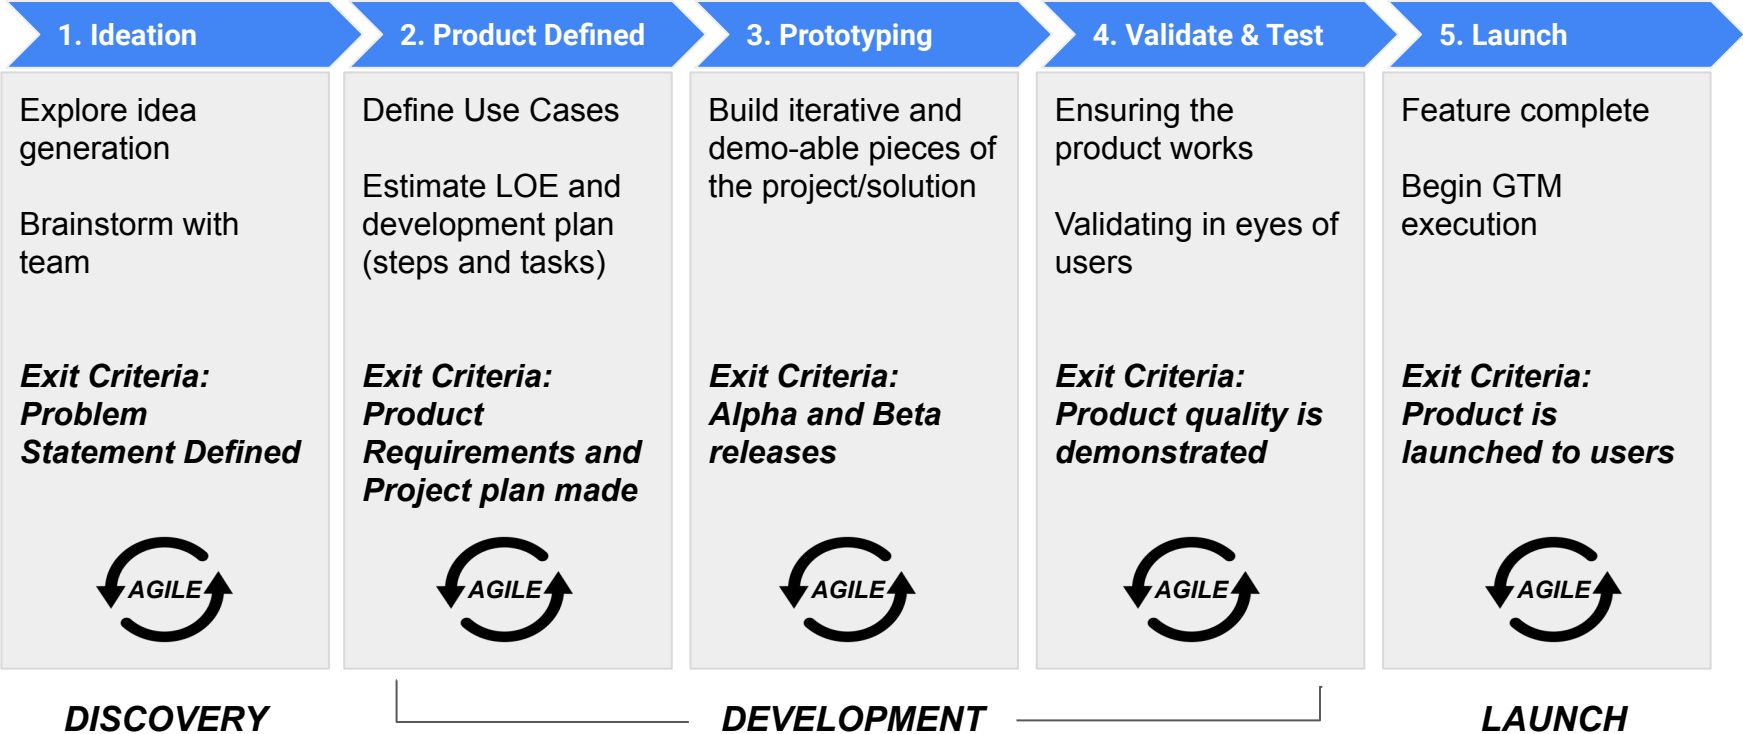 1. Ideation
Explore idea
generation
Brainstorm with
team
Exit Criteria:
Problem
Statement Defined
AGILE
2. Product Defined
Define Use Cases
Estimate LOE and
development plan
(steps and tasks)
Exit Criteria:
Product
Requirements and
Project plan made
AGILE
3. Prototyping
Build iterative and
demo-able pieces of
the project/solution
Exit Criteria:
Alpha and Beta
releases
AGILE
4. Validate & Test
Ensuring the
product works
Validating in eyes of
users
Exit Criteria:
Product quality is
demonstrated
AGILE
5. Launch
Feature complete
Begin GTM
execution
Exit Criteria:
Product is
launched to users
AGILE
DISCOVERY
DEVELOPMENT
LAUNCH